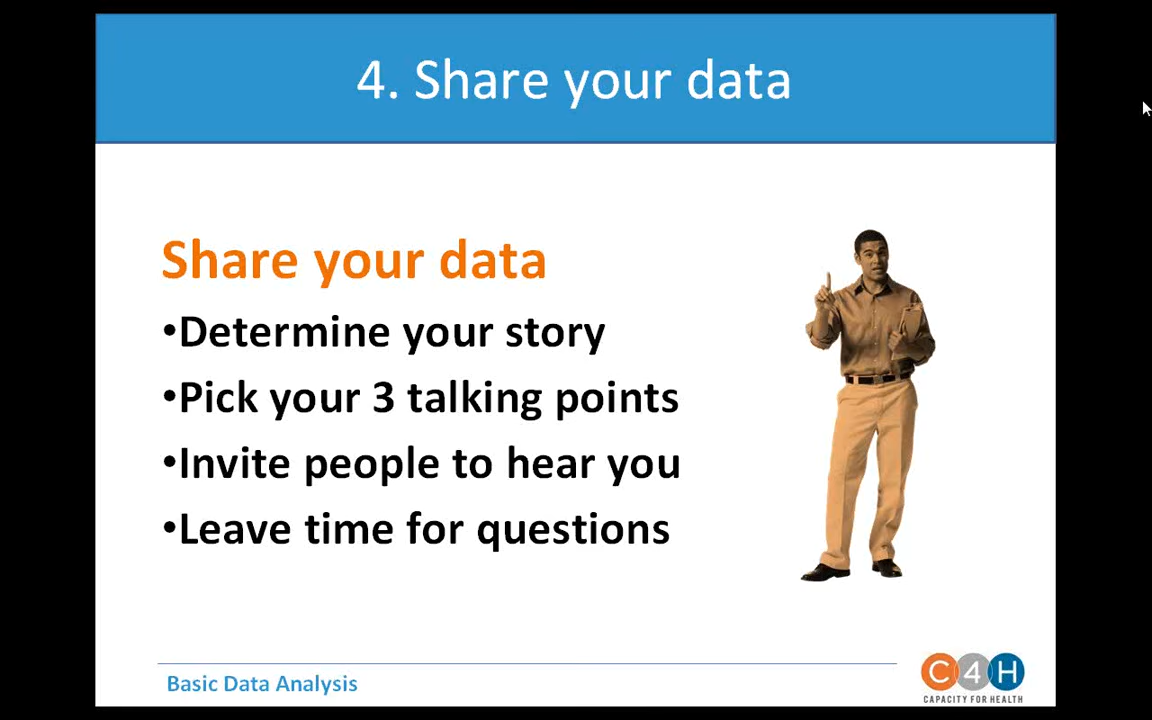 4. Share your data
Share your data
•Determine your story
•Pick your 3 talking points
•Invite people to hear you
•Leave time for questions
Basic Data Analysis
C4H
CAPACITY FOR HEALTH